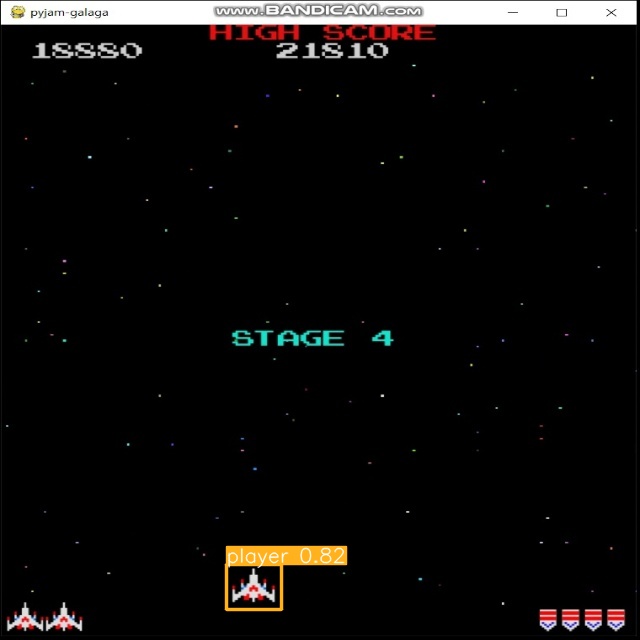 pyjam-galaga
www.BANDICAM.com
HIGH SCORE
18880 21810
STAGE 4
player 0.82